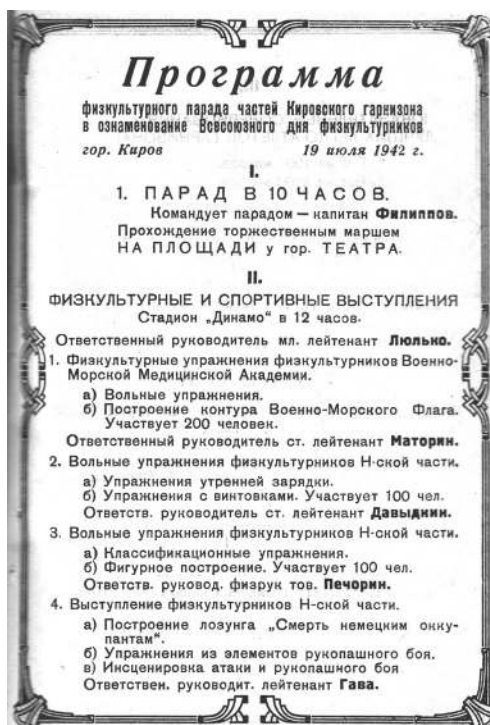 Программа
физкультурного парада частей Кировского гарнизона
в ознаменование Всесоюзного дня физкультурников
гор. Киров 19 июля 1942 г.
I.
1. ПАРАД В 10 ЧАСОВ.
Командует парадом — капитан Филиппов.
Прохождение торжественным маршем
НА ПЛОЩАДИ у гор. ТЕАТРА.
II.
ФИЗКУЛЬТУРНЫЕ И СПОРТИВНЫЕ ВЫСТУПЛЕНИЯ
Стадион „Динамо" в 12 часов.
Ответственный руководитель мл. лейтенант Люлько.
1. Физкультурные упражнения физкультурников Военно-
Морской Медицинской Академии.
а) Вольные упражнения.
б) Построение контура Военно-Морского Флага.
Участвует 200 человек.
Ответственный руководитель ст. лейтенант Маторин.
2. Вольные упражнения физкультурников Н-ской части.
а) Упражнения утренней зарядки.
б) Упражнения с винтовками. Участвует 100 чел.
Ответств. руководитель ст. лейтенант Давыдкин.
3. Вольные упражнения физкультурников Н-ской части.
а) Классификационные упражнения.
б) Фигурное построение. Участвует 100 чел.
Ответств. руковод. физрук тов. Печорин.
4. Выступление физкультурников Н-ской части.
а) Построение лозунга „Смерть немецким окку-
пантам".
б) Упражнения из элементов рукопашного боя.
в) Инсценировка атаки и рукопашного боя
Ответствен. руководит. лейтенант Гава.